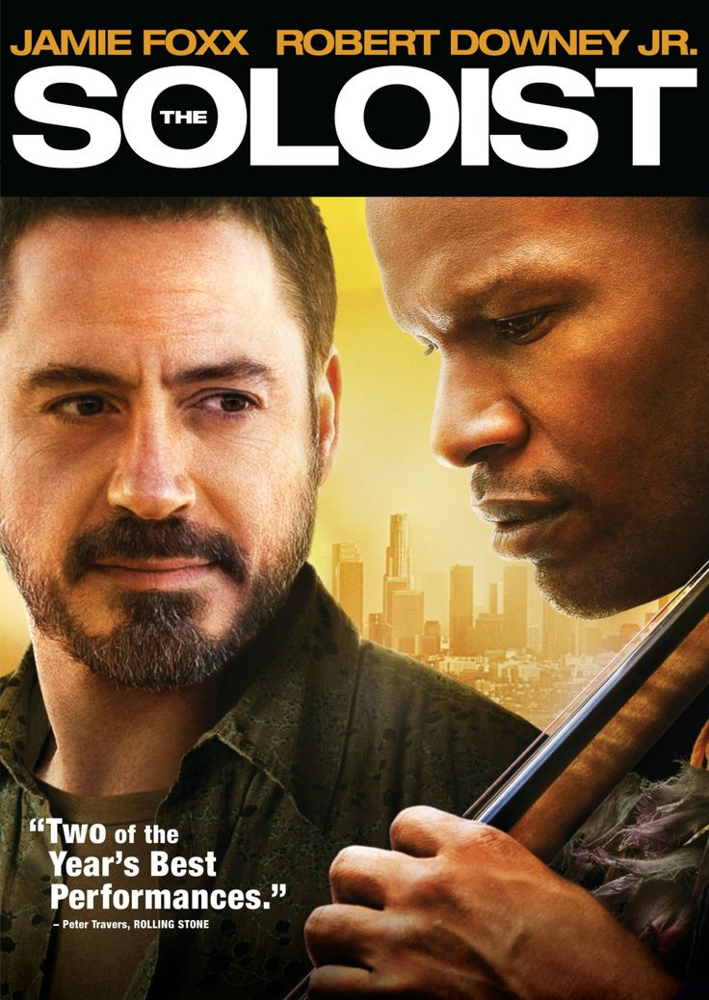 JAMIE FOXX ROBERT DOWNEY JR.
THE SOLOIST
“TWO OF THE
YEAR’S BEST
PERFORMANCES.”
– Peter Travers, ROLLING STONE